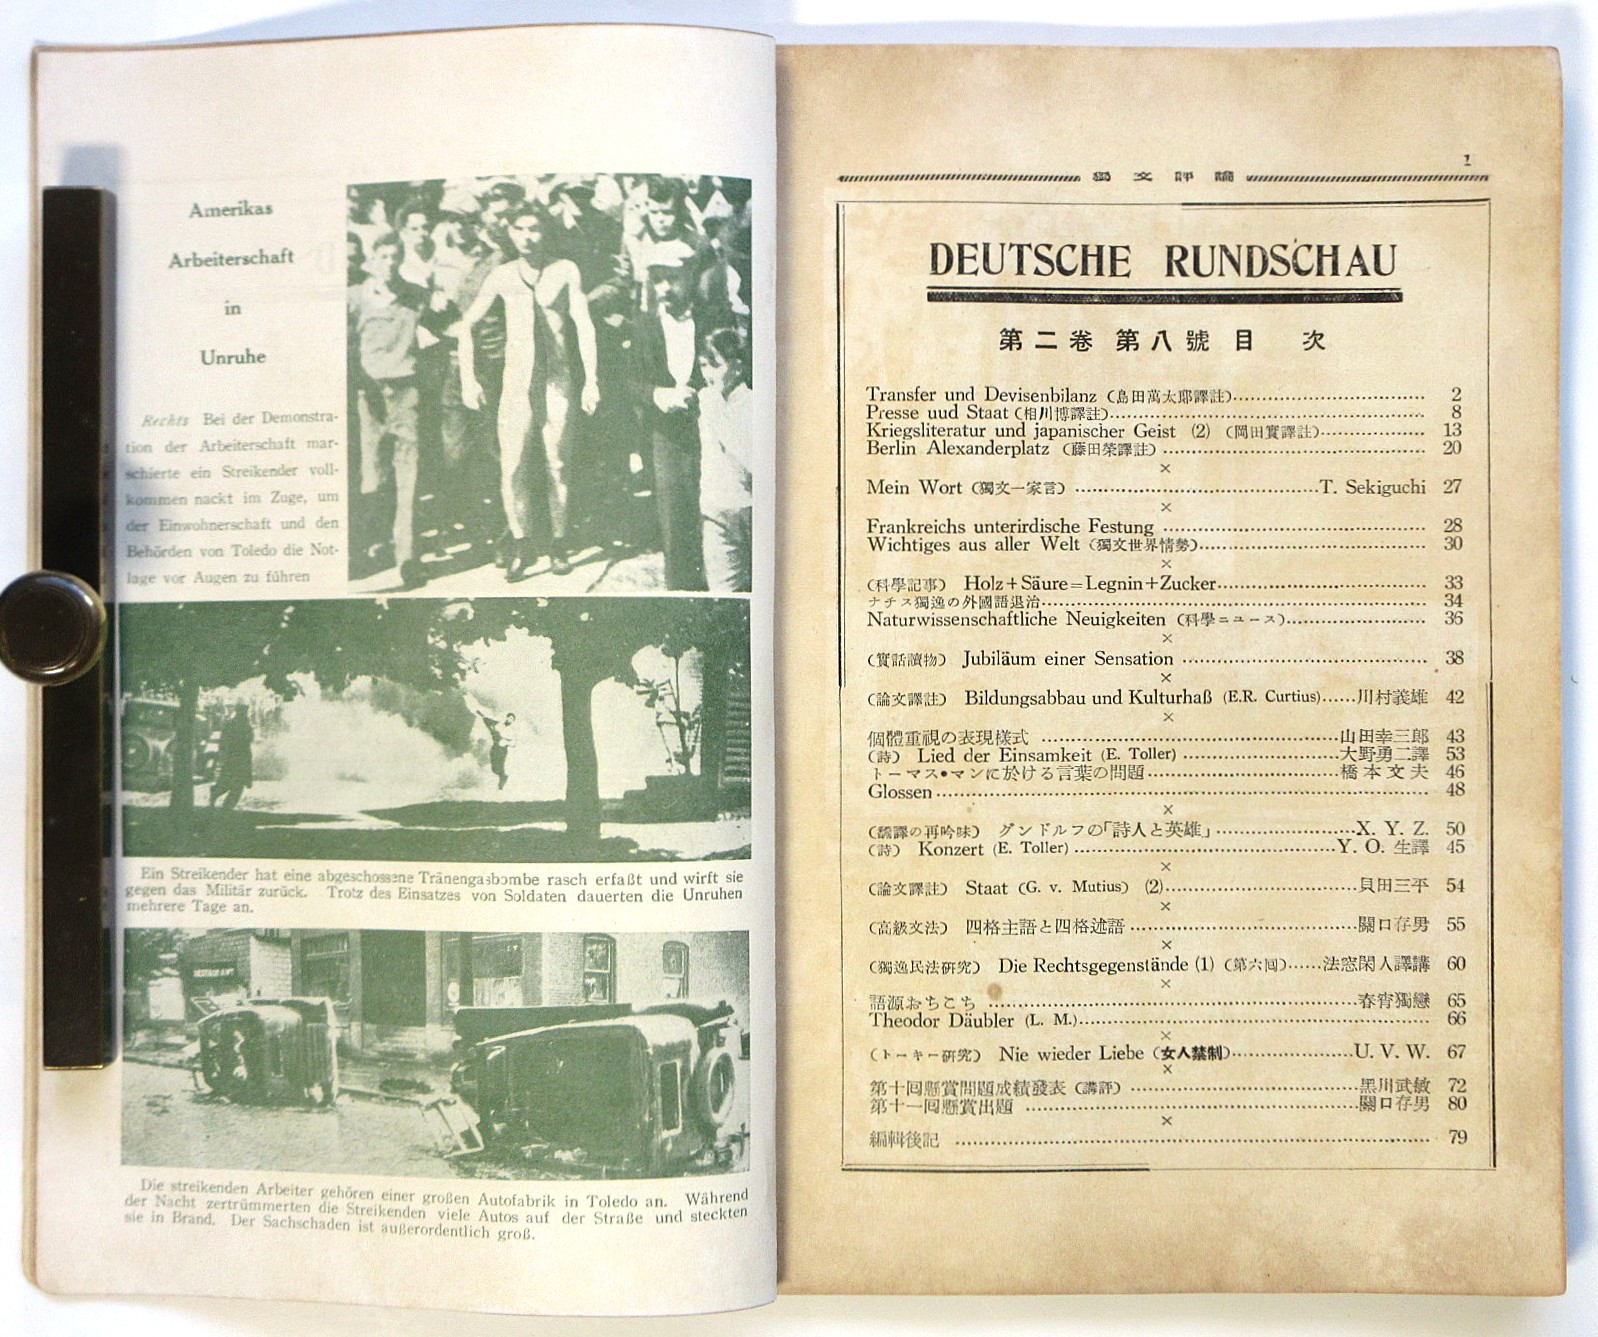 Amerikas
Arbeiterschaft
in
Unruhe
Rechts Bei der Demonstra-
tion der Arbeiterschaft mar-
schierte ein Streikender voll-
kommen nackt im Zuge, um
der Einwohnerschaft und den
Behörden von Toledo die Not-
lage vor Augen zu führen
Ein Streikender hat eine abgeschossene Tränengasbombe rasch erfaßt und wirft sie
gegen das Militär zurück. Trotz des Einsatzes von Soldaten dauerten die Unruhen
mehrere Tage an.
RESTAURANT
Die streikenden Arbeiter gehören einer großen Autofabrik in Toledo an. Während
der Nacht zertrümmerten die Streikenden viele Autos auf der Straße und steckten
sie in Brand. Der Sachschaden ist außerordentlich groß.
1
獨文評論
DEUTSCHE RUNDSCHAU
第二卷 第八號 目 次
Transfer und Devisenbilanz (島田萬太郎譯註)..................2
Presse uud Staat (相川博譯註)..................8
Kriegsliteratur und japanischer Geist (2) (岡田實譯註)..................13
Berlin Alexanderplatz (藤田榮譯註)..................20
×
Mein Wort (獨文一家言)..................T. Sekiguchi 27
×
Frankreichs unterirdische Festung..................28
Wichtiges aus aller Welt (獨文世界情勢)..................30
×
(科學記事) Holz+Säure=Legnin+Zucker..................33
ナチス獨逸の外國語退治..................34
Naturwissenschaftliche Neuigkeiten (科學ニュース)..................36
×
(實話讀物) Jubiläum einer Sensation..................38
×
(論文譯註) Bildungsabbau und Kulturhaß (E.R. Curtius)......川村義雄 42
×
個體重視の表現樣式..................山田幸三郎 43
(詩) Lied der Einsamkeit (E. Toller)..................大野勇二譯 53
トーマス・マンに於ける言葉の問題..................橋本文夫 46
Glossen..................48
×
(飜譯の再吟味) グンドルフの「詩人と英雄」..................X. Y. Z. 50
(詩) Konzert (E. Toller)..................Y. O. 生譯 45
×
(論文譯註) Staat (G. v. Mutius) (2)..................貝田三平 54
×
(高級文法) 四格主語と四格述語..................關口存男 55
×
(獨逸民法研究) Die Rechtsgegenstände (1) (第六囘)......法窓閑人譯講 60
×
語源おちこち..................春宵獨戀 65
Theodor Däubler (L. M.)..................66
×
(トーキー研究) Nie wieder Liebe (女人禁制)..................U. V. W. 67
×
第十囘懸賞問題成績發表 (講評)..................黑川武敏 72
第十一囘懸賞出題..................關口存男 80
×
編輯後記..................79